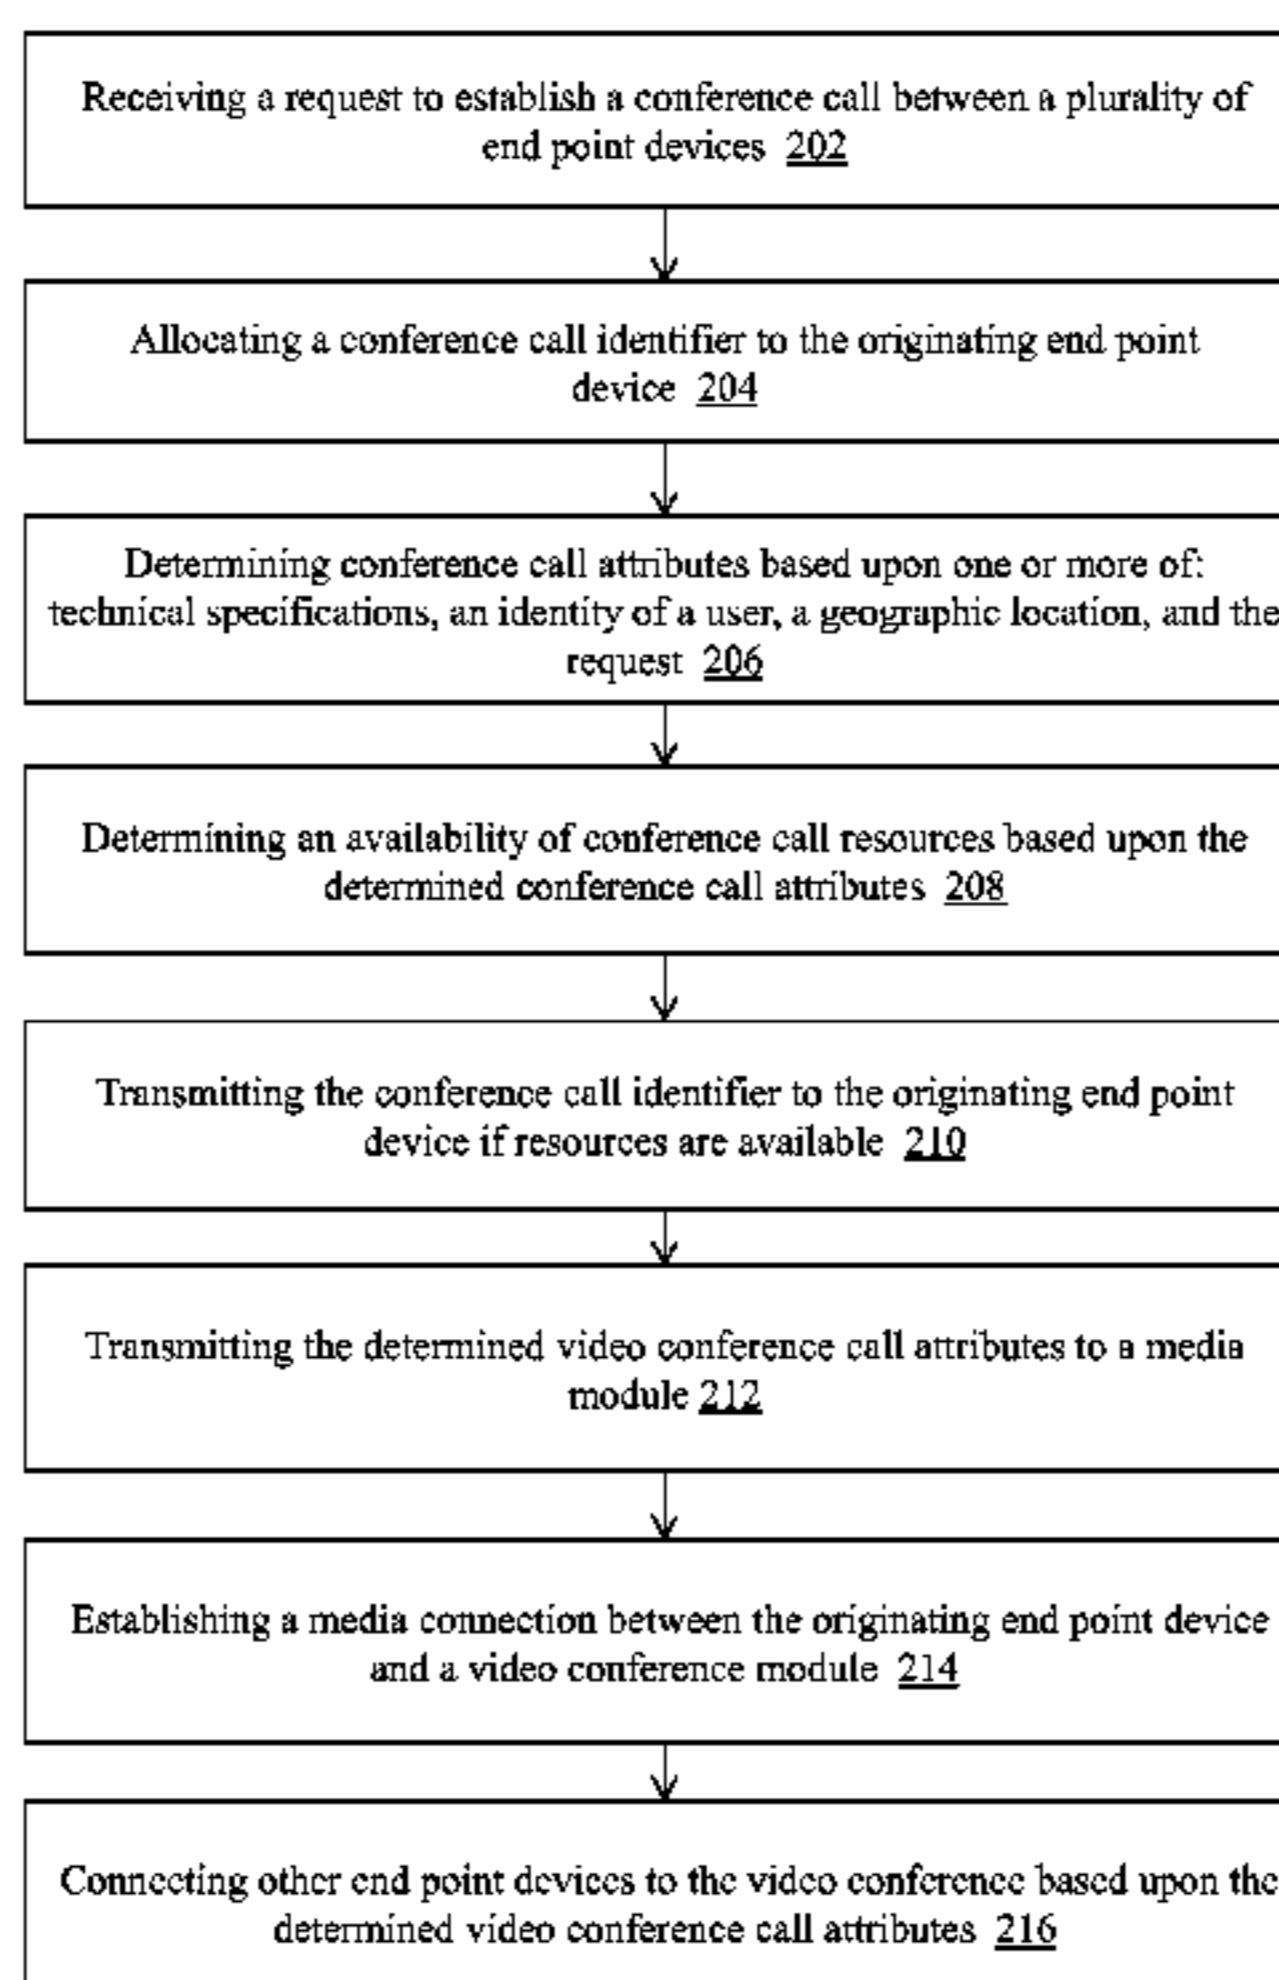 Receiving a request to establish a conference call between a plurality of
end point devices 202
Allocating a conference call identifier to the originating end point
device 204
Determining conference call attributes based upon one or more of:
technical specifications, an identity of a user, a geographic location, and the
request 206
Determining an availability of conference call resources based upon the
determined conference call attributes 208
Transmitting the conference call identifier to the originating end point
device if resources are available 210
Transmitting the determined video conference call attributes to a media
module 212
Establishing a media connection between the originating end point device
and a video conference module 214
Connecting other end point devices to the video conference based upon the
determined video conference call attributes 216